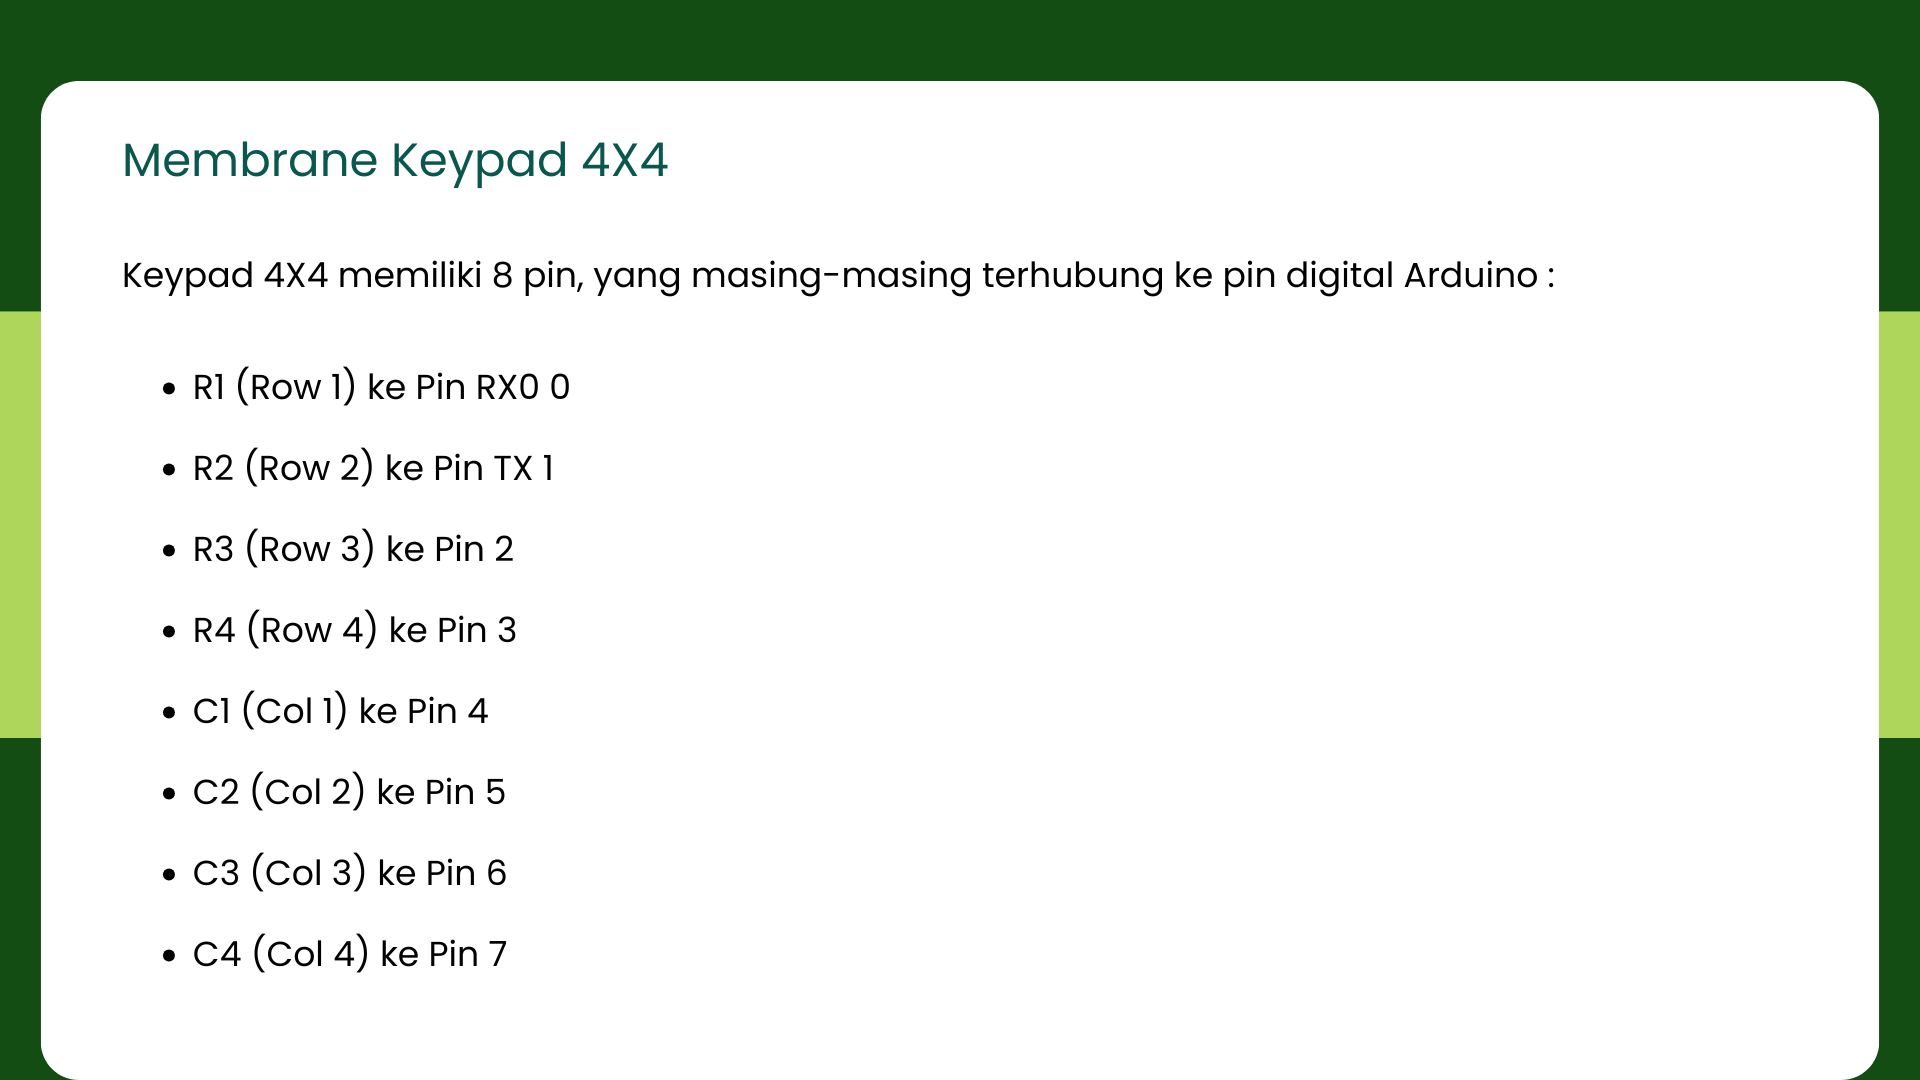 Membrane Keypad 4X4
Keypad 4X4 memiliki 8 pin, yang masing-masing terhubung ke pin digital Arduino :
• R1 (Row 1) ke Pin RX0 0
• R2 (Row 2) ke Pin TX 1
• R3 (Row 3) ke Pin 2
• R4 (Row 4) ke Pin 3
• C1 (Col 1) ke Pin 4
• C2 (Col 2) ke Pin 5
• C3 (Col 3) ke Pin 6
• C4 (Col 4) ke Pin 7